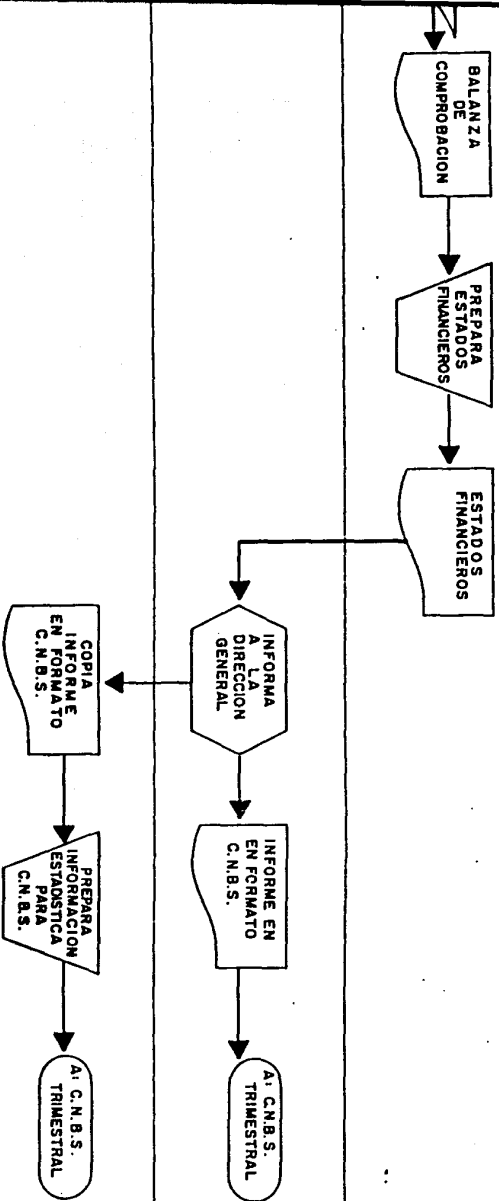 BALANZA
DE
COMPROBACION
PREPARA
ESTADOS
FINANCIEROS
ESTADOS
FINANCIEROS
INFORMA
A LA
DIRECCION
GENERAL
INFORME EN
EN FORMATO
C.N.B.S.
A: C.N.B.S.
TRIMESTRAL
COPIA
INFORME
EN FORMATO
C.N.B.S.
PREPARA
INFORMACION
ESTADISTICA
PARA
C.N.B.S.
A: C.N.B.S.
TRIMESTRAL